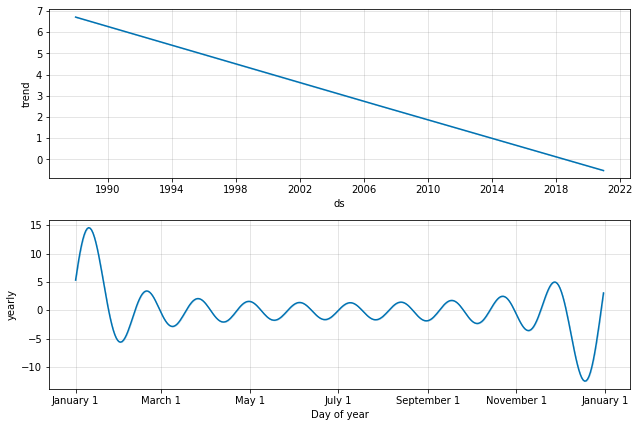 7
6
5
4
3
2
1
0
trend
1990 1994 1998 2002 2006 2010 2014 2018 2022
ds
15
10
5
0
−5
−10
yearly
January 1 March 1 May 1 July 1 September 1 November 1 January 1
Day of year